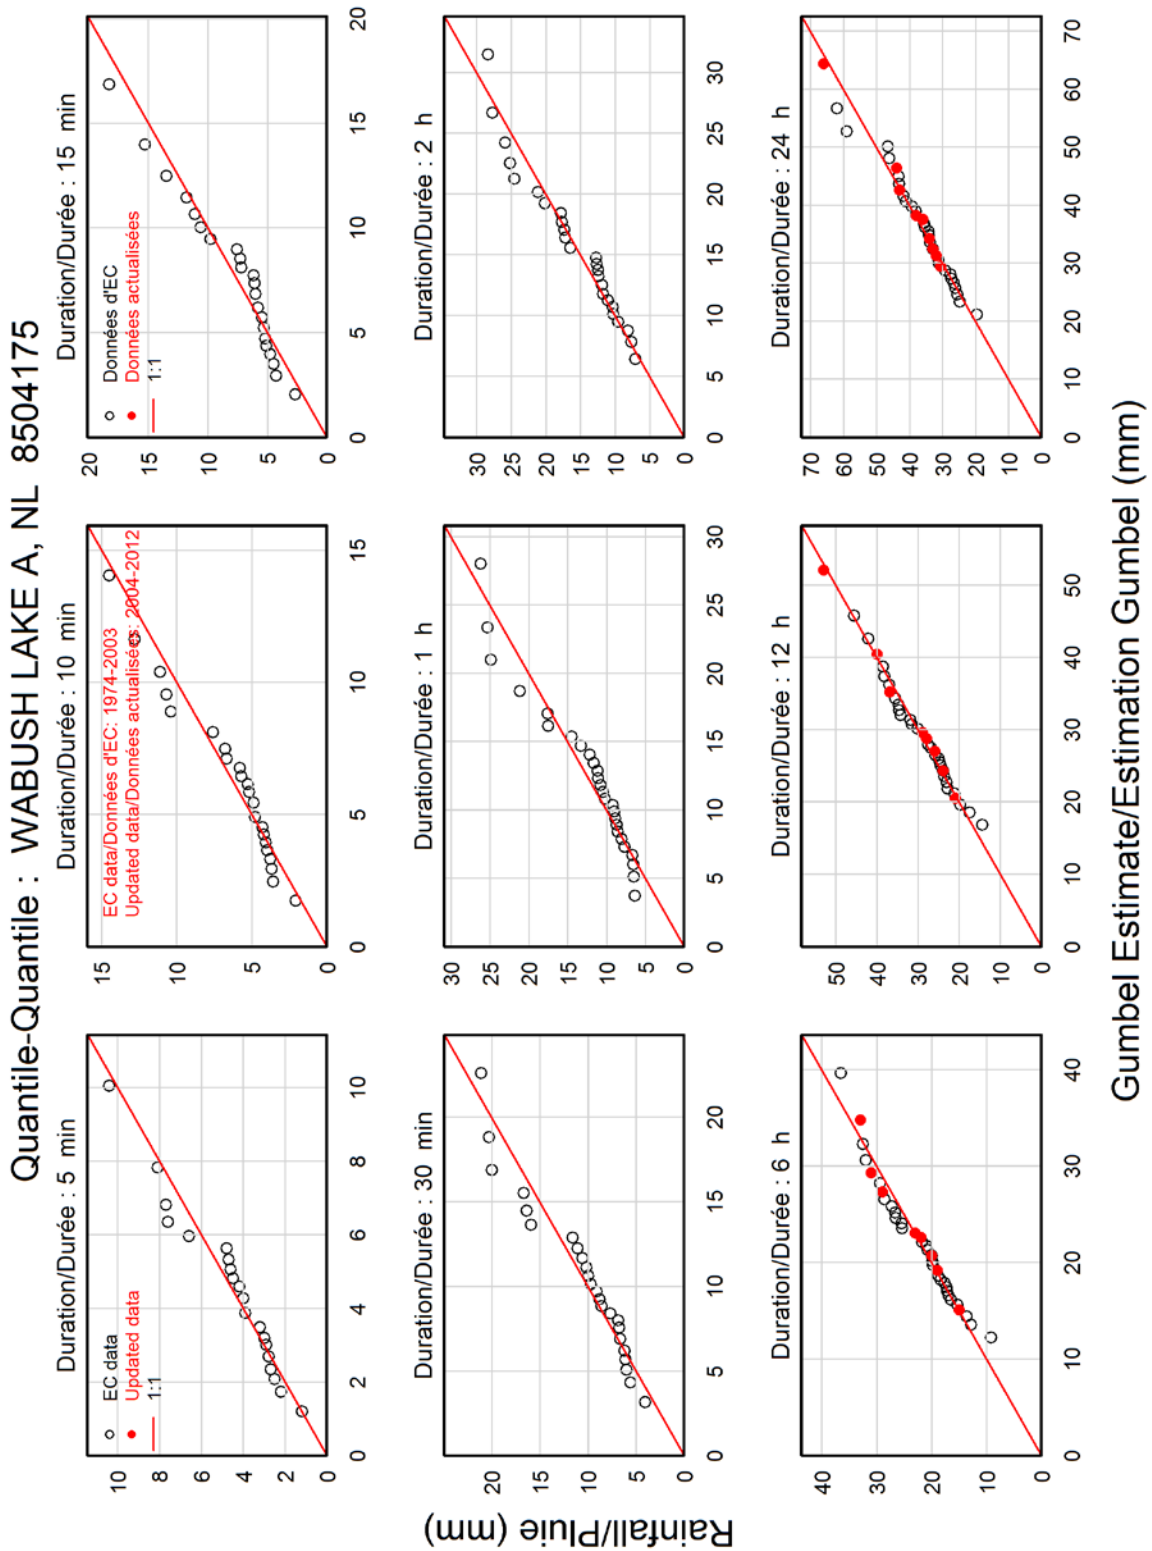 Quantile-Quantile : WABUSH LAKE A, NL 8504175
Duration/Durée : 5 min
EC data
Updated data
1:1
10
8
6
4
2
0
0 2 4 6 8 10
Duration/Durée : 10 min
EC data/Données d'EC: 1974-2003
Updated data/Données actualisées: 2004-2012
15
10
5
0
0 5 10 15
Duration/Durée : 15 min
Données d'EC
Données actualisées
1:1
20
15
10
5
0
0 5 10 15 20
Duration/Durée : 30 min
20
15
10
5
0
0 5 10 15 20
Duration/Durée : 1 h
30
25
20
15
10
5
0
0 5 10 15 20 25 30
Duration/Durée : 2 h
30
25
20
15
10
5
0
0 5 10 15 20 25 30
Duration/Durée : 6 h
40
30
20
10
0
0 10 20 30 40
Duration/Durée : 12 h
50
40
30
20
10
0
0 10 20 30 40 50
Duration/Durée : 24 h
70
60
50
40
30
20
10
0
0 10 20 30 40 50 60 70
Rainfall/Pluie (mm)
Gumbel Estimate/Estimation Gumbel (mm)